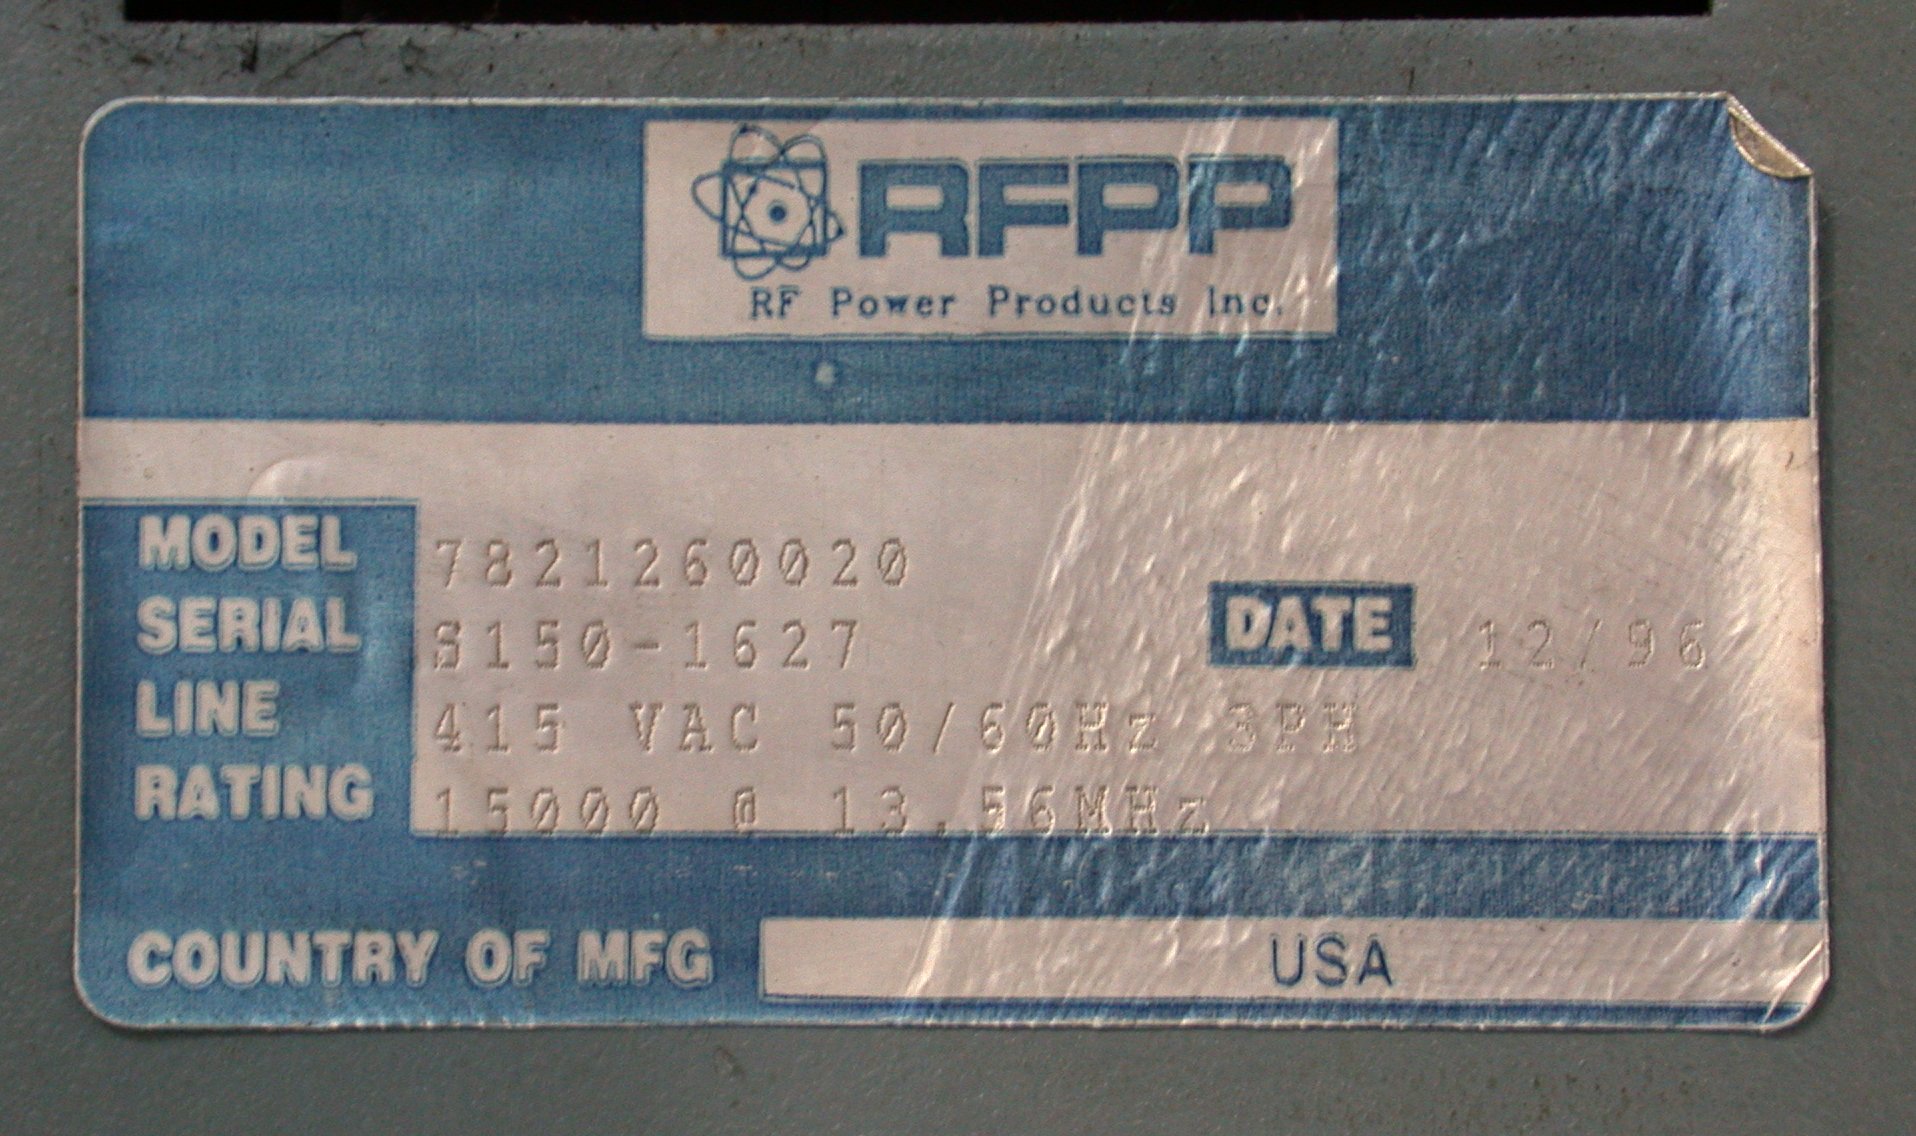 RFPP
RF Power Products Inc.
MODEL 7821260020
SERIAL S150-1627 DATE 12/96
LINE 415 VAC 50/60Hz 3PH
RATING 15000 @ 13.56MHz
COUNTRY OF MFG USA